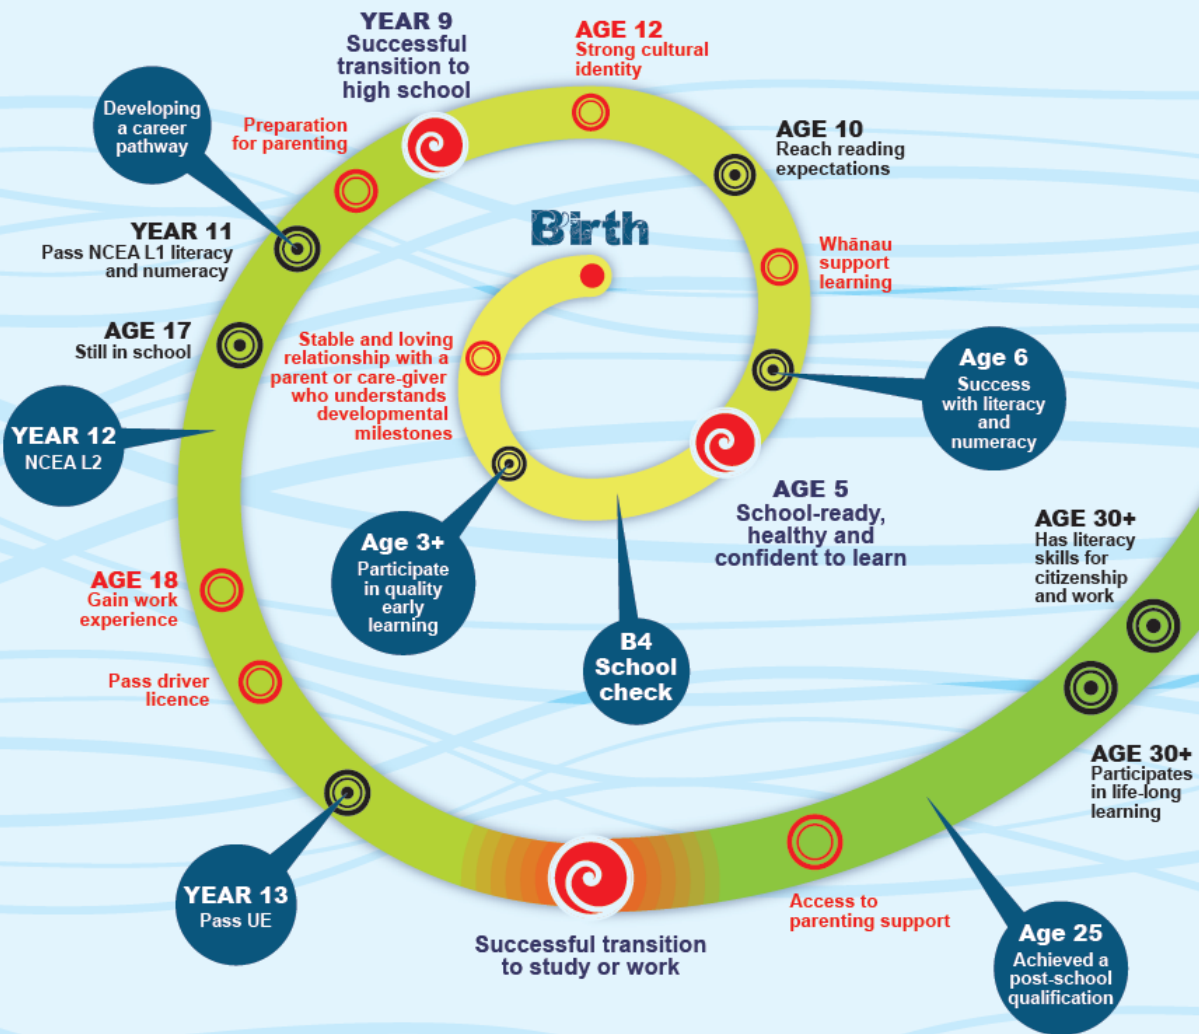 Birth
Stable and loving
relationship with a
parent or care-giver
who understands
developmental
milestones
Age 3+
Participate
in quality
early
learning
B4
School
check
AGE 5
School-ready,
healthy and
confident to learn
Age 6
Success
with literacy
and
numeracy
Whānau
support
learning
AGE 10
Reach reading
expectations
AGE 12
Strong cultural
identity
YEAR 9
Successful
transition to
high school
Preparation
for parenting
Developing
a career
pathway
YEAR 11
Pass NCEA L1 literacy
and numeracy
AGE 17
Still in school
YEAR 12
NCEA L2
AGE 18
Gain work
experience
Pass driver
licence
YEAR 13
Pass UE
Successful transition
to study or work
Access to
parenting support
Age 25
Achieved a
post-school
qualification
AGE 30+
Participates
in life-long
learning
AGE 30+
Has literacy
skills for
citizenship
and work